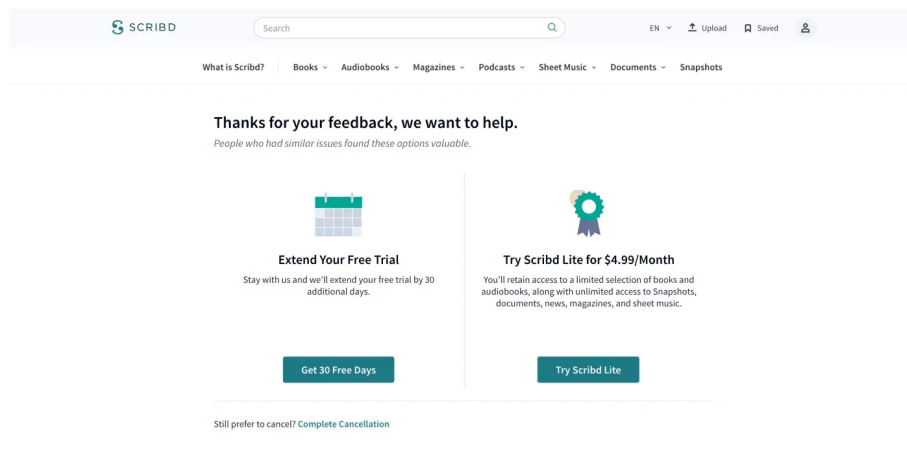 SCRIBD
Search
EN
Upload
Saved
What is Scribd?
Books
Audiobooks
Magazines
Podcasts
Sheet Music
Documents
Snapshots
Thanks for your feedback, we want to help.
People who had similar issues found these options valuable.
Extend Your Free Trial
Stay with us and we'll extend your free trial by 30
additional days.
Get 30 Free Days
Try Scribd Lite for $4.99/Month
You'll retain access to a limited selection of books and
audiobooks, along with unlimited access to Snapshots,
documents, news, magazines, and sheet music.
Try Scribd Lite
Still prefer to cancel? Complete Cancellation